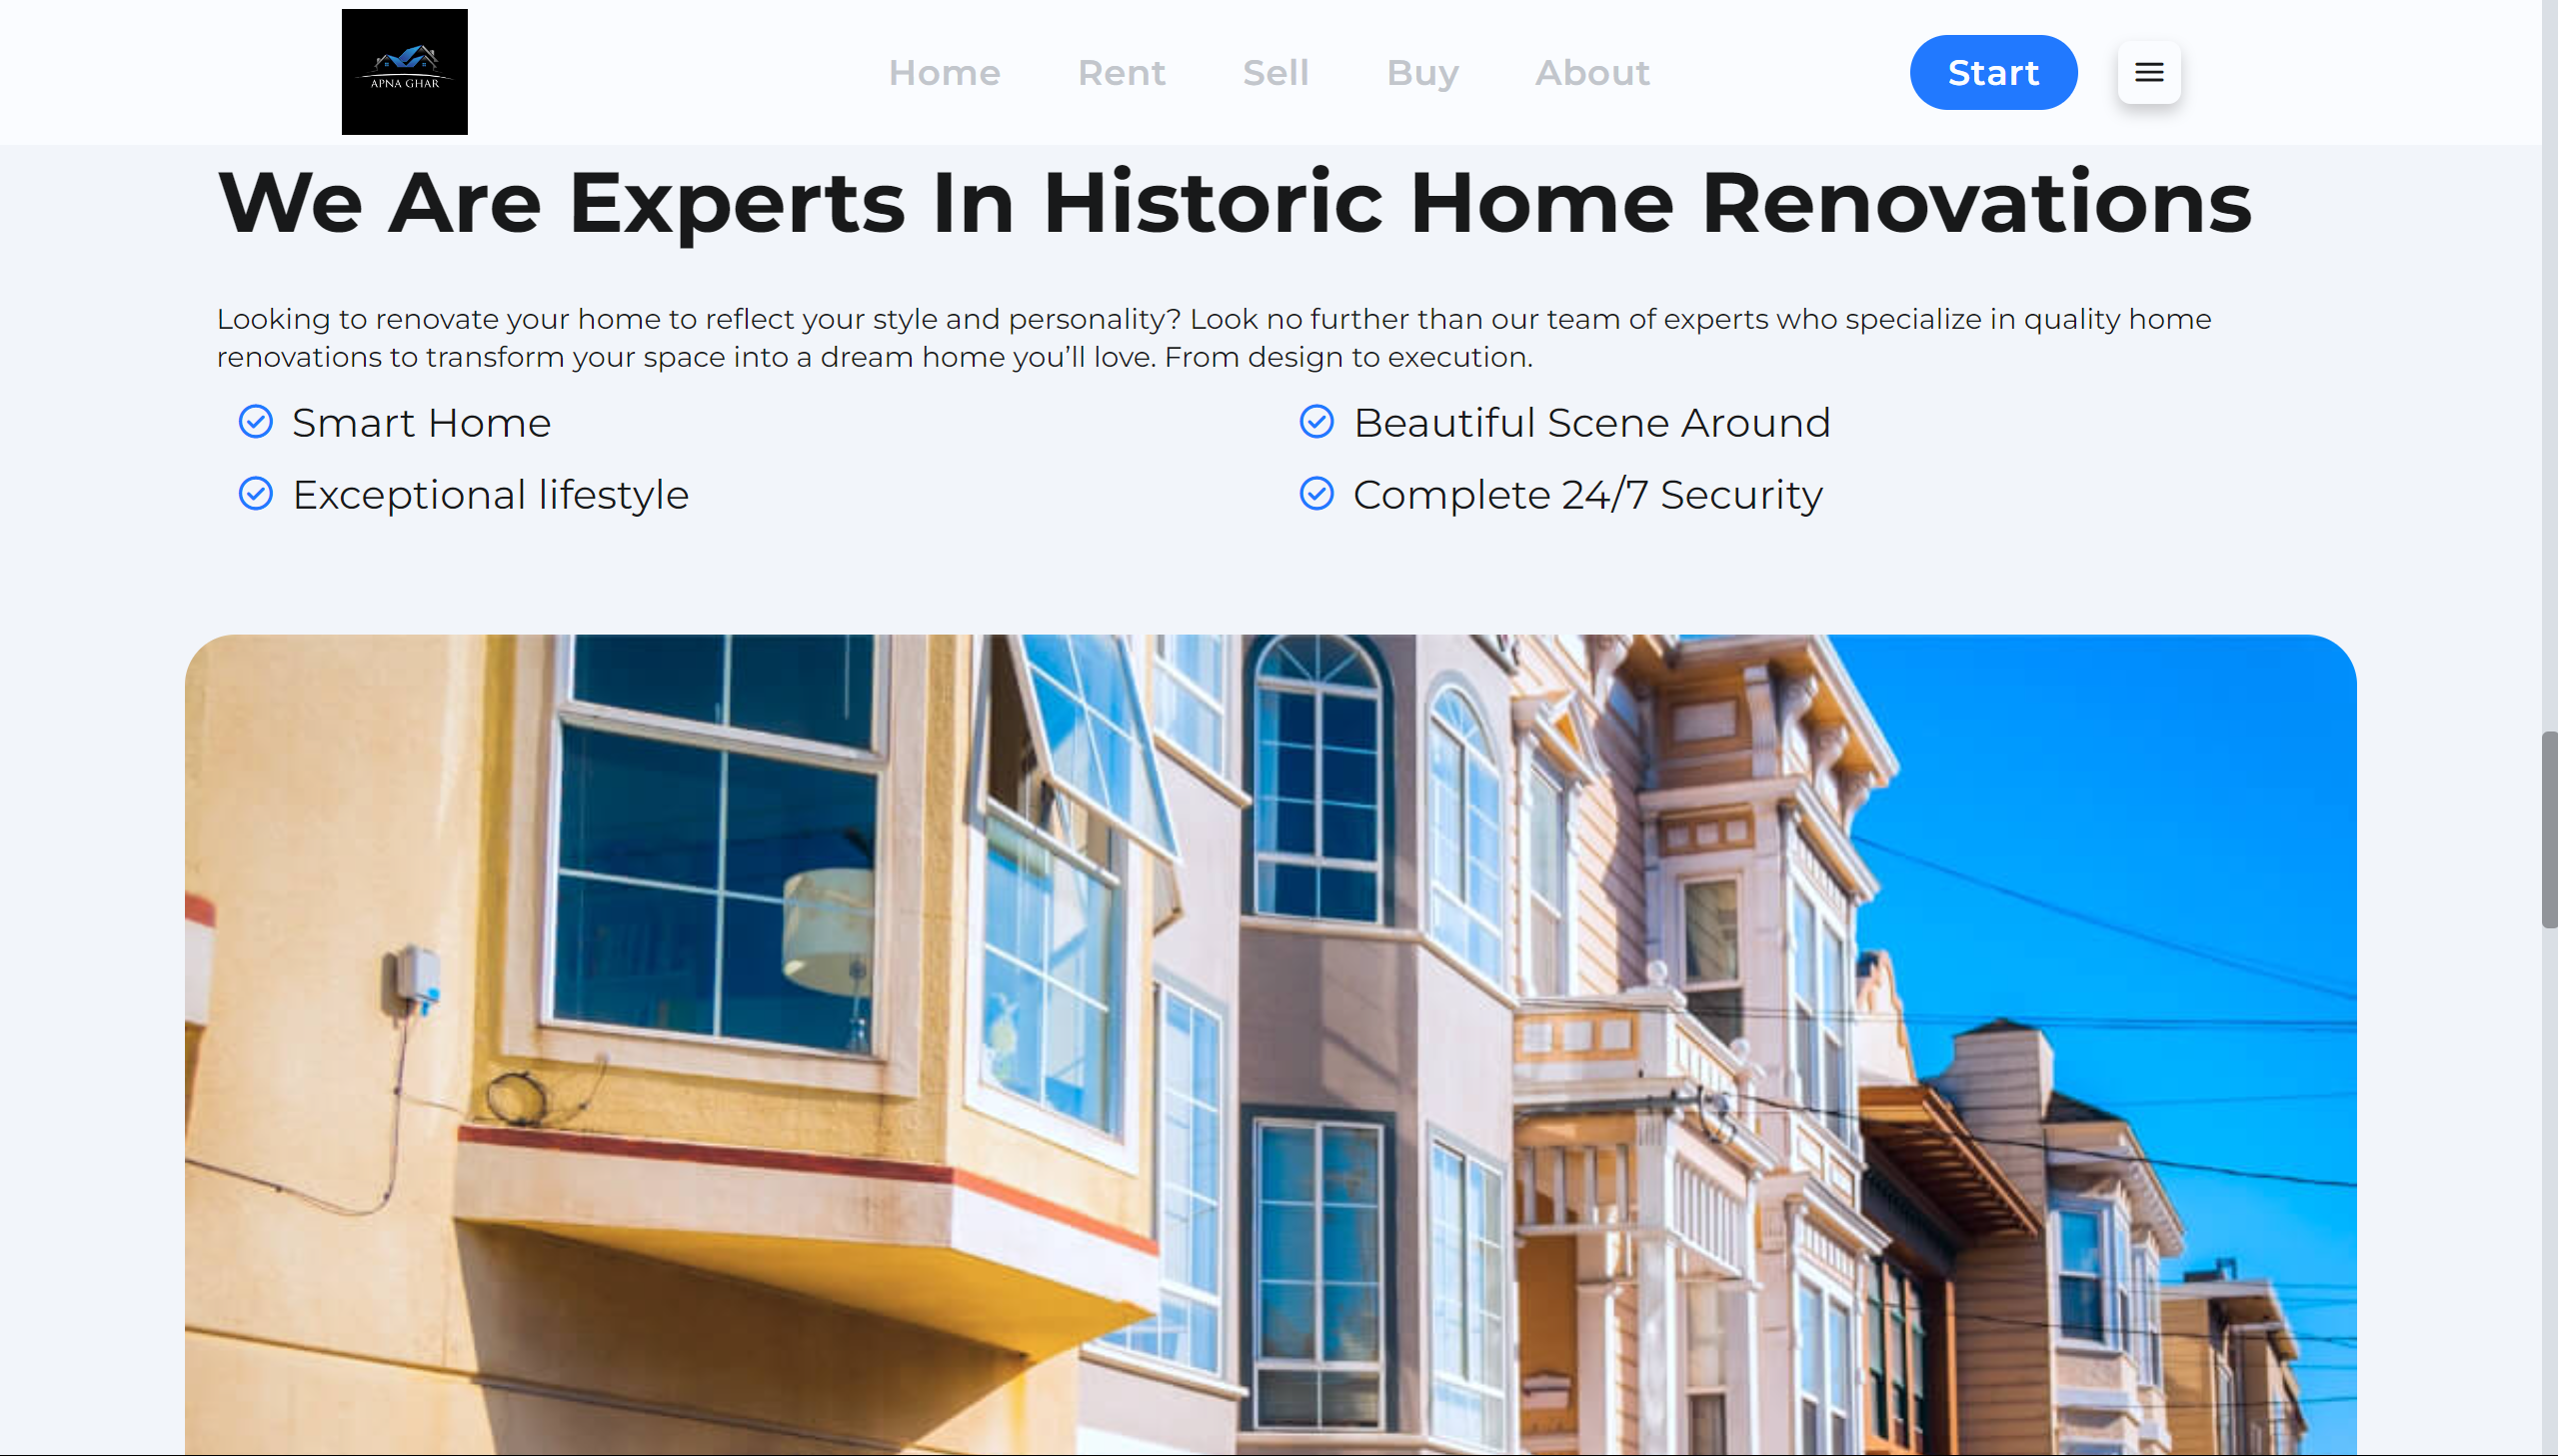 APNA GHAR
Home Rent Sell Buy About Start
We Are Experts In Historic Home Renovations
Looking to renovate your home to reflect your style and personality? Look no further than our team of experts who specialize in quality home
renovations to transform your space into a dream home you’ll love. From design to execution.
Smart Home
Beautiful Scene Around
Exceptional lifestyle
Complete 24/7 Security